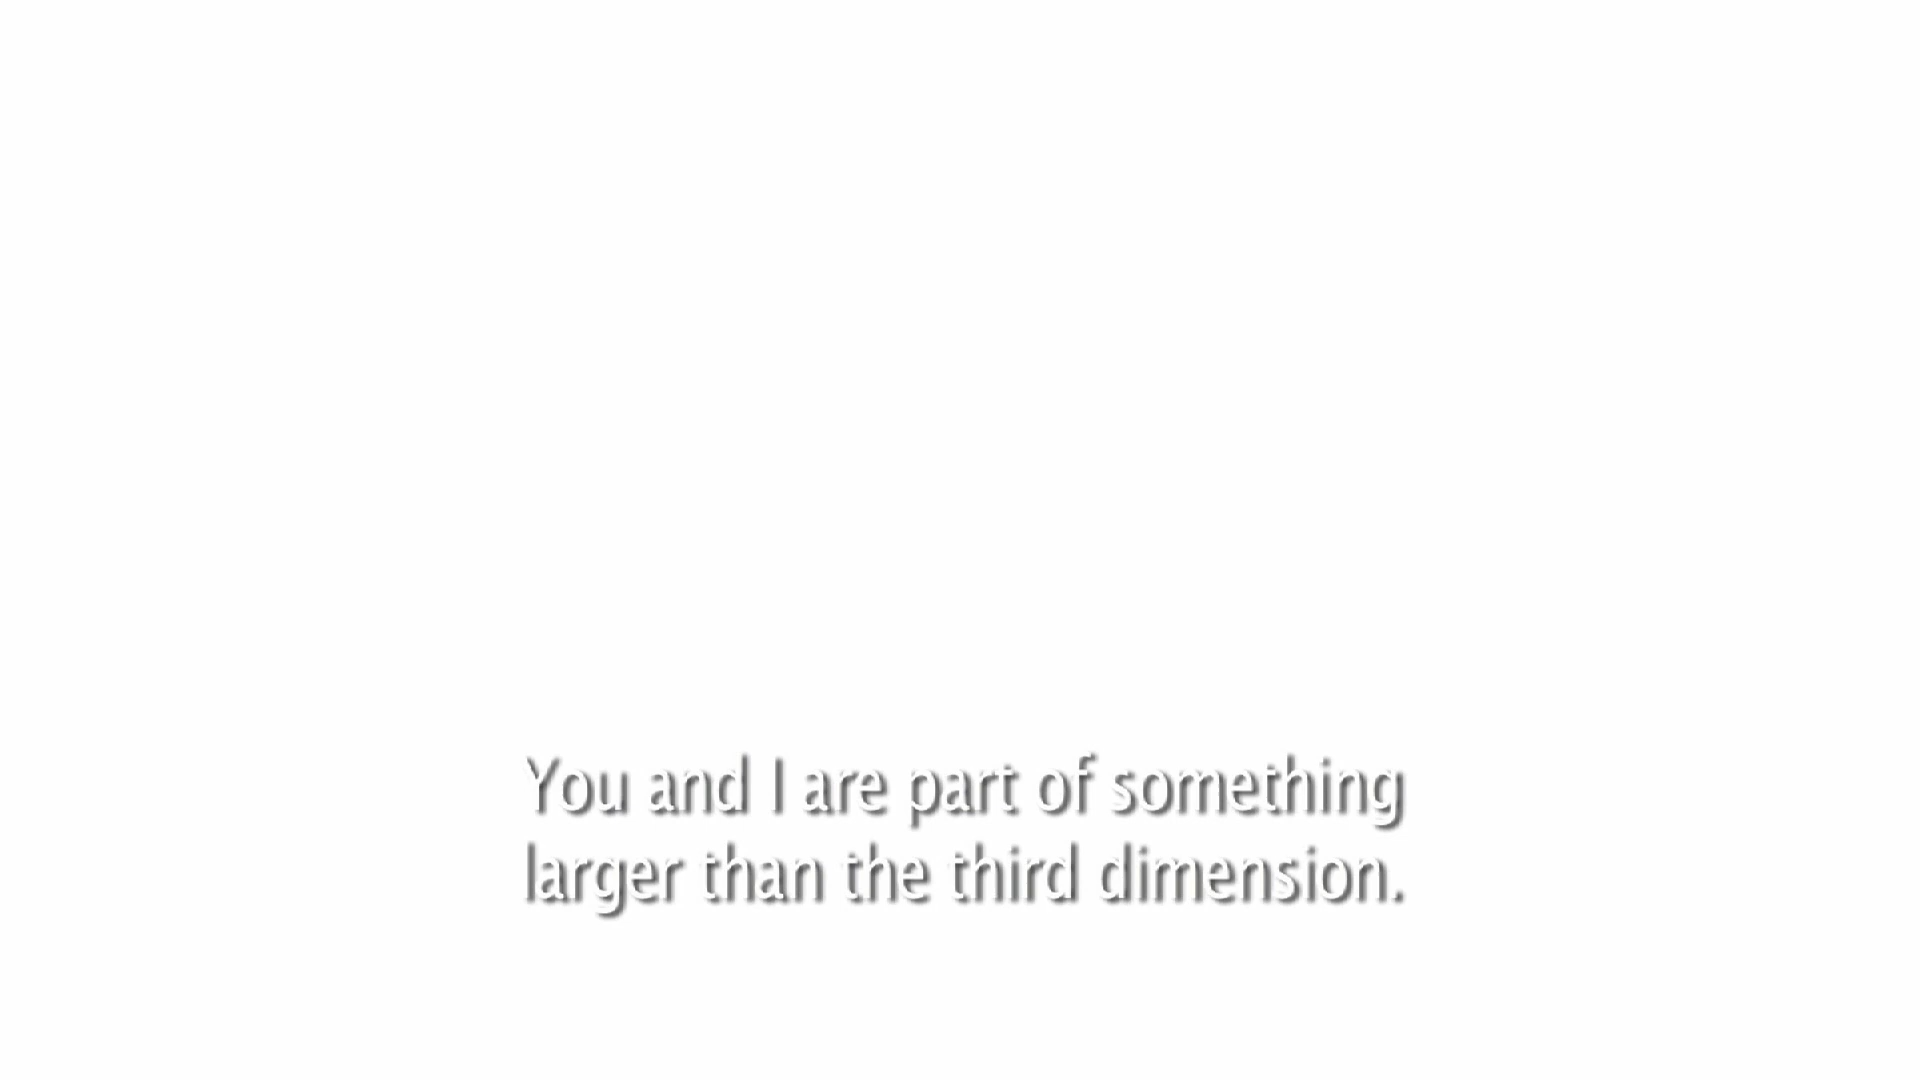 You and I are part of something
larger than the third dimension.